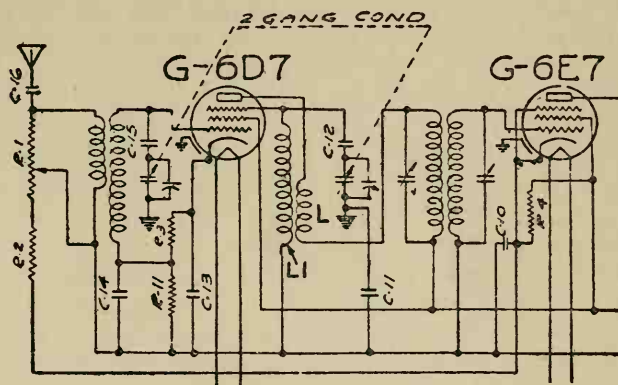 2 GANG COND
G-6D7
G-6E7
C-16
C-15
C-12
R-1
R-3
L
L1
C-10
R-4
R-2
C-14
R-11
C-13
C-11